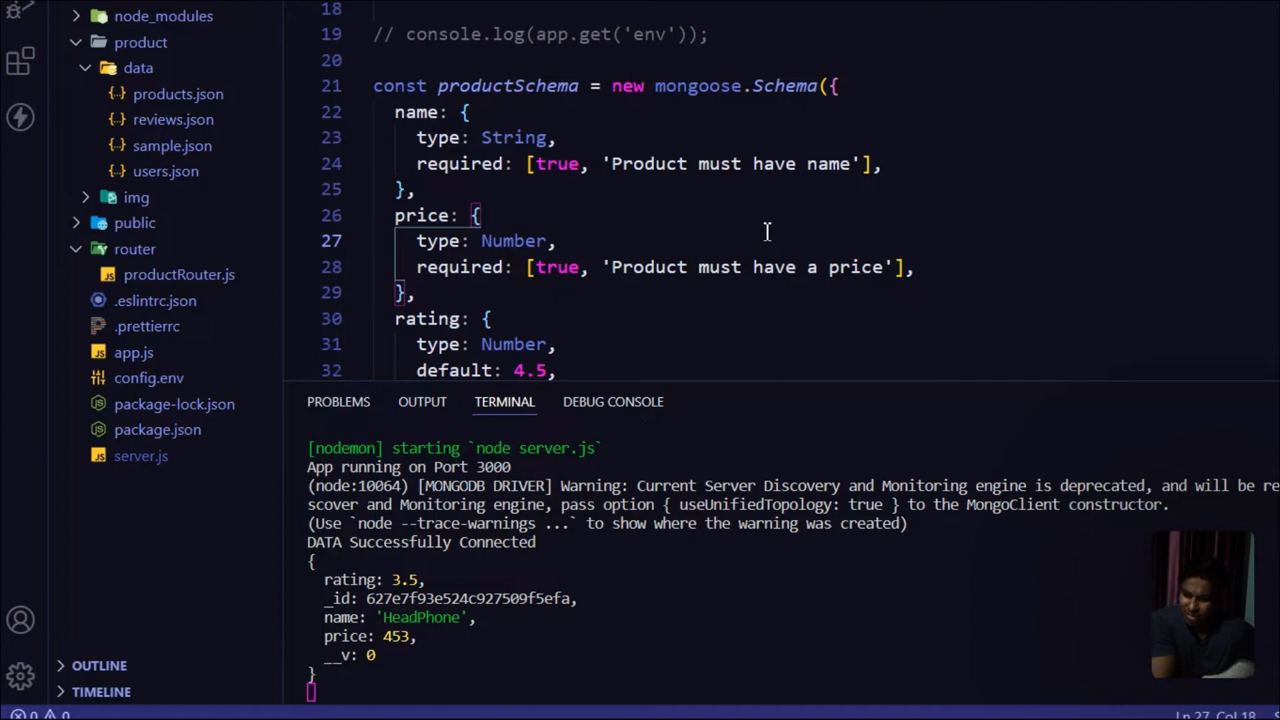 node_modules
product
data
products.json
reviews.json
sample.json
users.json
img
public
router
productRouter.js
.eslintrc.json
.prettierrc
app.js
config.env
package-lock.json
package.json
server.js
OUTLINE
TIMELINE
18
19 // console.log(app.get('env'));
20
21 const productSchema = new mongoose.Schema({
22 name: {
23 type: String,
24 required: [true, 'Product must have name'],
25 },
26 price: {
27 type: Number,
28 required: [true, 'Product must have a price'],
29 },
30 rating: {
31 type: Number,
32 default: 4.5,
PROBLEMS OUTPUT TERMINAL DEBUG CONSOLE
[nodemon] starting `node server.js`
App running on Port 3000
(node:10064) [MONGODB DRIVER] Warning: Current Server Discovery and Monitoring engine is deprecated, and will be re
scover and Monitoring engine, pass option { useUnifiedTopology: true } to the MongoClient constructor.
(Use `node --trace-warnings ...` to show where the warning was created)
DATA Successfully Connected
{
rating: 3.5,
_id: 627e7f93e524c927509f5efa,
name: 'HeadPhone',
price: 453,
__v: 0
}
0 0
Ln 27, Col 18